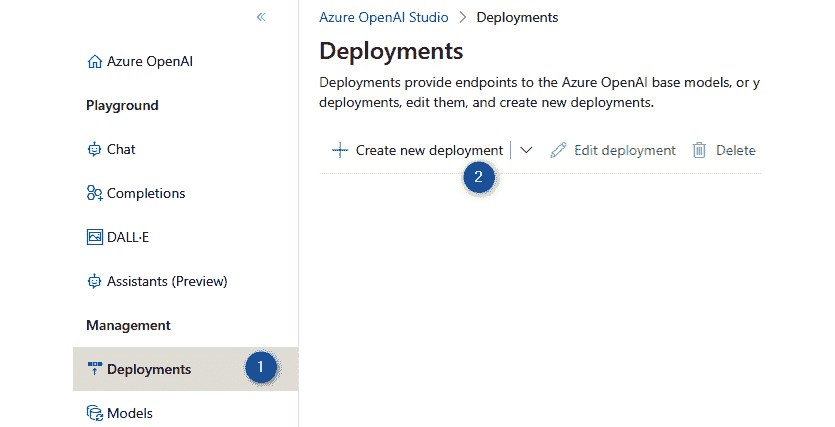 «
Azure OpenAI
Playground
Chat
Completions
DALL·E
Assistants (Preview)
Management
Deployments 1
Models
Azure OpenAI Studio > Deployments
Deployments
Deployments provide endpoints to the Azure OpenAI base models, or y
deployments, edit them, and create new deployments.
Create new deployment Edit deployment Delete
2